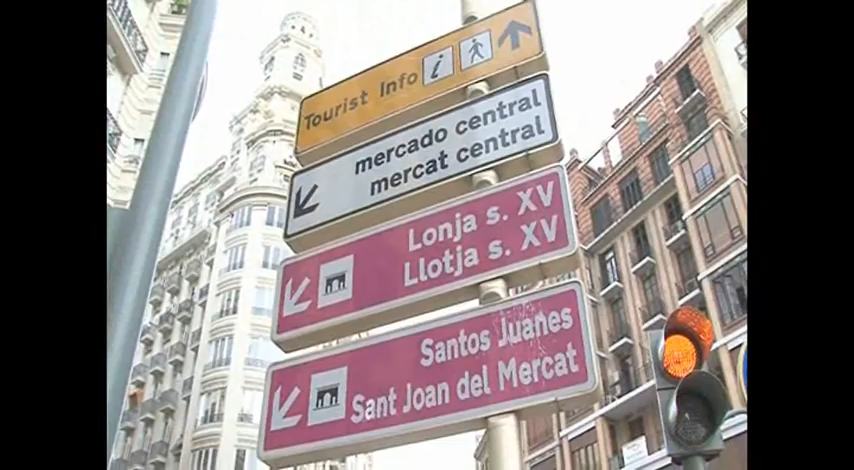 Tourist Info i
mercado central
mercat central
Lonja s. XV
Llotja s. XV
Santos Juanes
Sant Joan del Mercat